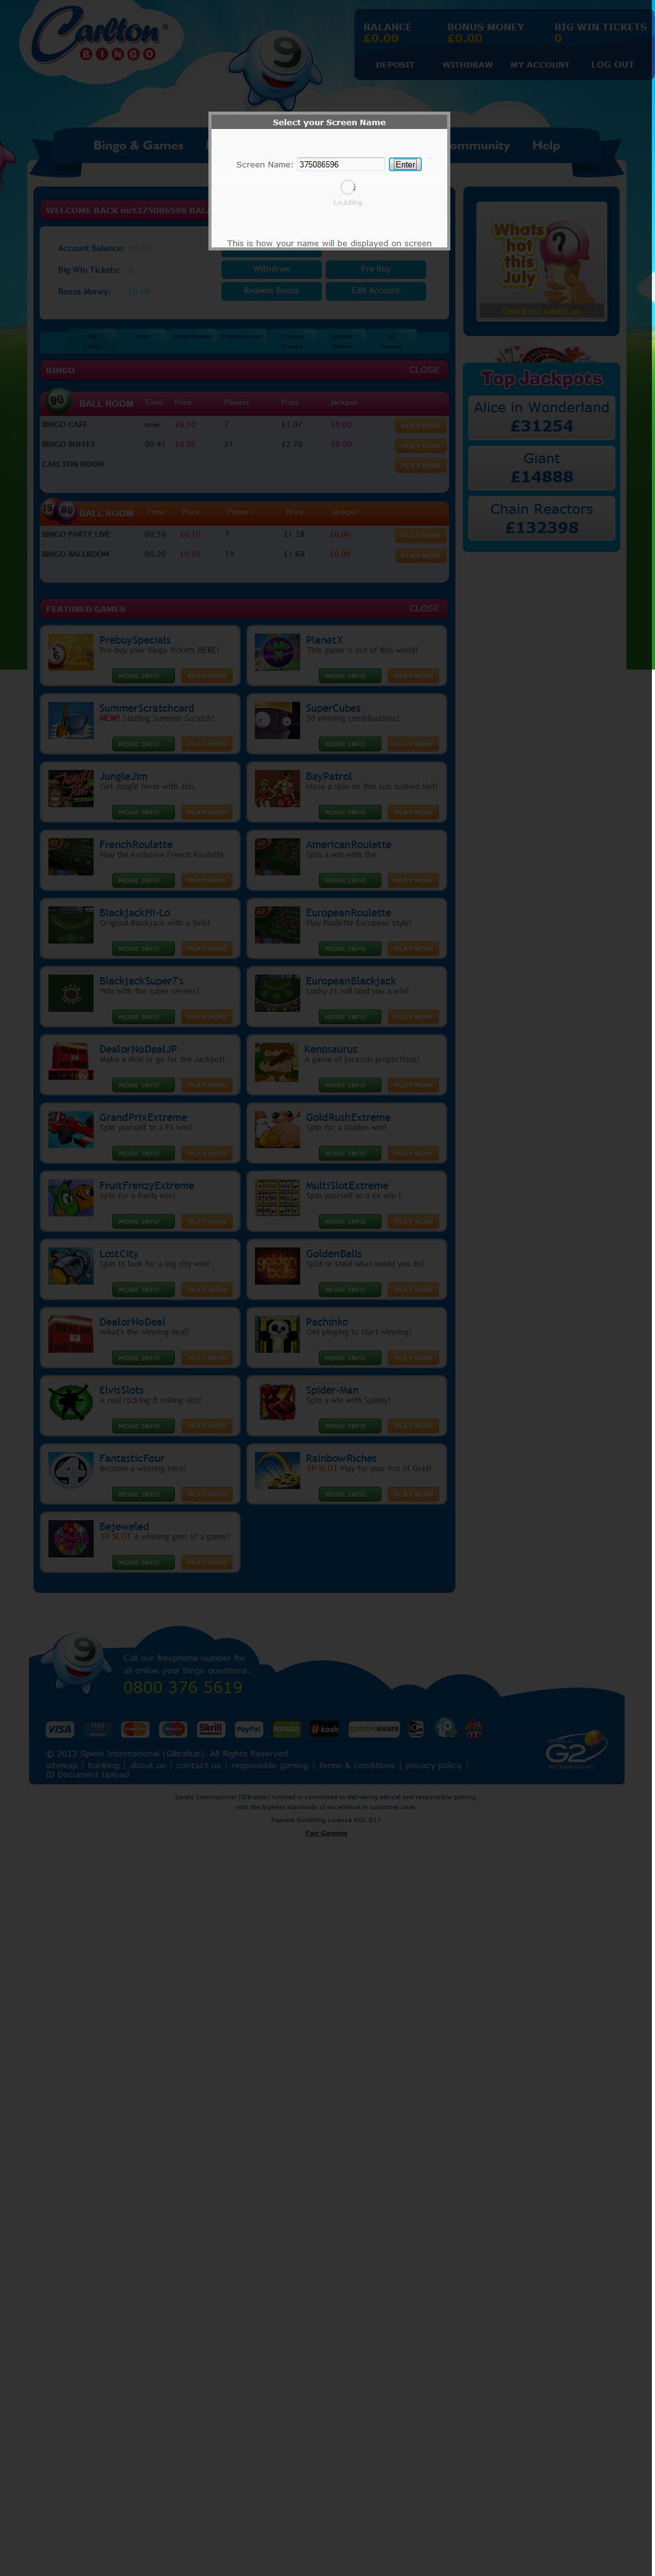 Carlton®
BINGO
BALANCE BONUS MONEY BIG WIN TICKETS
£0.00 £0.00 0
DEPOSIT WITHDRAW MY ACCOUNT LOG OUT
9
Bingo & Games ommunity Help
Select your Screen Name
Screen Name: 375086596 Enter
Loading
This is how your name will be displayed on screen
WELCOME BACK mrt375086596 BAL
Account Balance: £0.00
Big Win Tickets: 0
Bonus Money: £0.00
Withdraw Pre Buy
Redeem Bonus Edit Account
Whats hot this July
?
Check out what's on
Slots Scratchcards Progressives Casino Games Arcade Games All Games
BINGO CLOSE
90 BALL ROOM Time Price Players Prize Jackpot
BINGO CAFE now £0.10 7 £1.07 £0.00 PLAY NOW
BINGO BUFFET 00:41 £0.05 21 £2.70 £0.00 PLAY NOW
CARLTON ROOM PLAY NOW
75 80 BALL ROOM Time Price Players Prize Jackpot
BINGO PARTY LIVE 00:59 £0.10 7 £1.28 £0.00 PLAY NOW
BINGO BALLROOM 00:20 £0.05 19 £1.68 £0.00 PLAY NOW
Top Jackpots
Alice in Wonderland
£31254
Giant
£14888
Chain Reactors
£132398
FEATURED GAMES CLOSE
PrebuySpecials
Pre-buy your Bingo tickets HERE!
MORE INFO PLAY NOW
PlanetX
This game is out of this world!
MORE INFO PLAY NOW
SummerScratchcard
NEW! Sizzling Summer Scratch!
MORE INFO PLAY NOW
SuperCubes
50 winning combinations!
MORE INFO PLAY NOW
JungleJim
Get Jungle fever with Jim.
MORE INFO PLAY NOW
BayPatrol
Have a spin on this sun soaked slot!
MORE INFO PLAY NOW
FrenchRoulette
Play the exclusive French Roulette
MORE INFO PLAY NOW
AmericanRoulette
Spin a win with the
MORE INFO PLAY NOW
BlackjackHi-Lo
Original Blackjack with a twist
MORE INFO PLAY NOW
EuropeanRoulette
Play Roulette European style!
MORE INFO PLAY NOW
BlackjackSuper7's
Win with the super sevens!
MORE INFO PLAY NOW
EuropeanBlackjack
Lucky 21 will land you a win!
MORE INFO PLAY NOW
DealorNoDealJP
Make a deal or go for the Jackpot!
MORE INFO PLAY NOW
Kenosaurus
A game of Jurassic proportions!
MORE INFO PLAY NOW
GrandPrixExtreme
Spin yourself to a F1 win!
MORE INFO PLAY NOW
GoldRushExtreme
Spin for a Golden win!
MORE INFO PLAY NOW
FruitFrenzyExtreme
Spin for a fruity win!
MORE INFO PLAY NOW
MultiSlotExtreme
Spin yourself to a 6x win !
MORE INFO PLAY NOW
LostCity
Spin to look for a big city win!
MORE INFO PLAY NOW
golden balls
GoldenBalls
Split or steal what would you do?
MORE INFO PLAY NOW
DealorNoDeal
What's the winning deal?
MORE INFO PLAY NOW
Pachinko
Get pinging to start winning!
MORE INFO PLAY NOW
ElvisSlots
A real rocking & rolling slot!
MORE INFO PLAY NOW
Spider-Man
Spin a win with Spidey!
MORE INFO PLAY NOW
FantasticFour
Become a winning hero!
MORE INFO PLAY NOW
RainbowRiches
1P SLOT Play for your Pot of Gold!
MORE INFO PLAY NOW
Bejeweled
1P SLOT A winning gem of a game!
MORE INFO PLAY NOW
9
Call our freephone number for
all online your bingo questions:
0800 376 5619
VISA VISA MasterCard Maestro Skrill PayPal Ukash gambleaware 18
© 2013 Spielo International (Gibraltar). All Rights Reserved
sitemap | banking | about us | contact us | responsible gaming | terms & conditions | privacy policy |
ID Document Upload
G2
Spielo International (Gibraltar) Limited is committed to delivering ethical and responsible gaming,
with the highest standards of excellence in customer care.
Remote Gambling License RGL 017
Fair Gaming